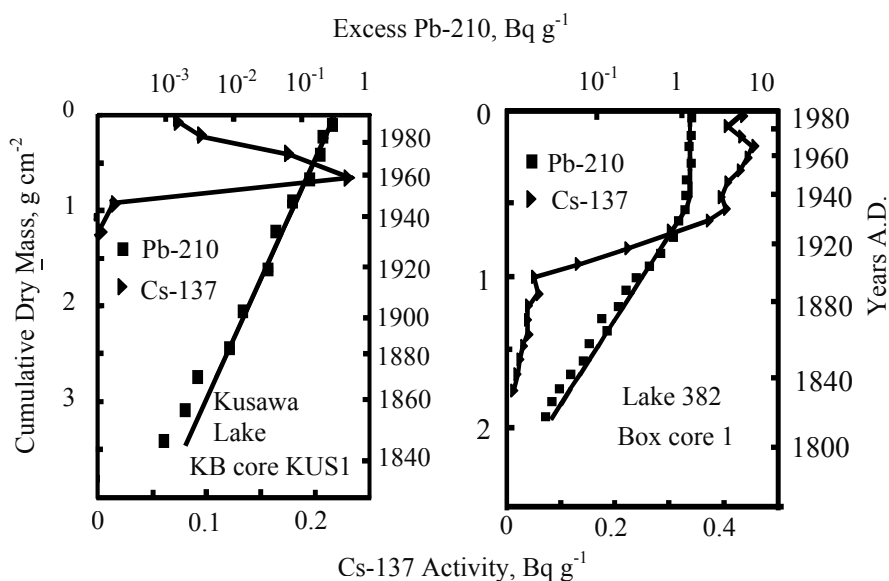 Excess Pb-210, Bq g-1
10-3 10-2 10-1 1
10-1 1 10
0
1
2
3
Cumulative Dry Mass, g cm-2
Pb-210
Cs-137
Kusawa
Lake
KB core KUS1
1980
1960
1940
1920
1900
1880
1860
1840
0 0.1 0.2
0
1
2
Pb-210
Cs-137
Lake 382
Box core 1
1980
1960
1940
1920
1880
1840
1800
Years A.D.
0 0.2 0.4
Cs-137 Activity, Bq g-1